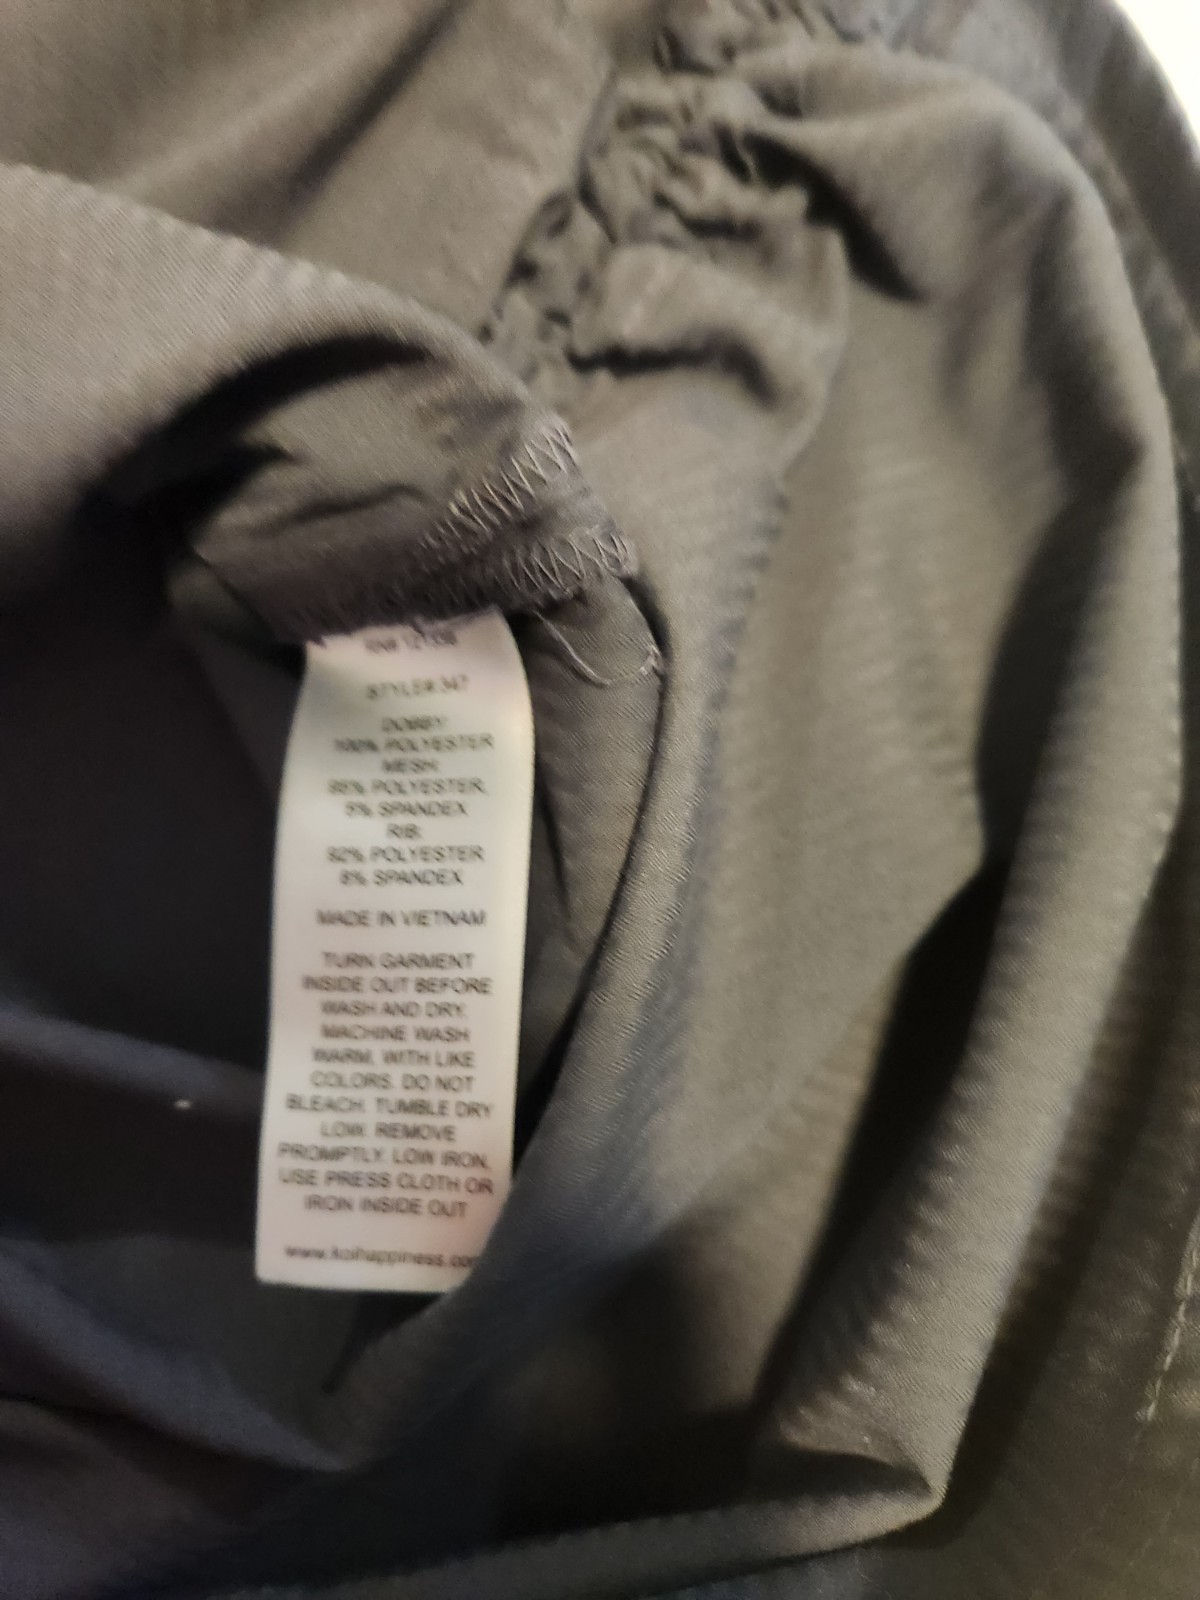 STYLE# 347
DOBBY:
100% POLYESTER
MESH:
95% POLYESTER,
5% SPANDEX
RIB:
92% POLYESTER
8% SPANDEX
MADE IN VIETNAM
TURN GARMENT
INSIDE OUT BEFORE
WASH AND DRY.
MACHINE WASH
WARM, WITH LIKE
COLORS. DO NOT
BLEACH. TUMBLE DRY
LOW. REMOVE
PROMPTLY. LOW IRON,
USE PRESS CLOTH OR
IRON INSIDE OUT
www.koihappiness.com